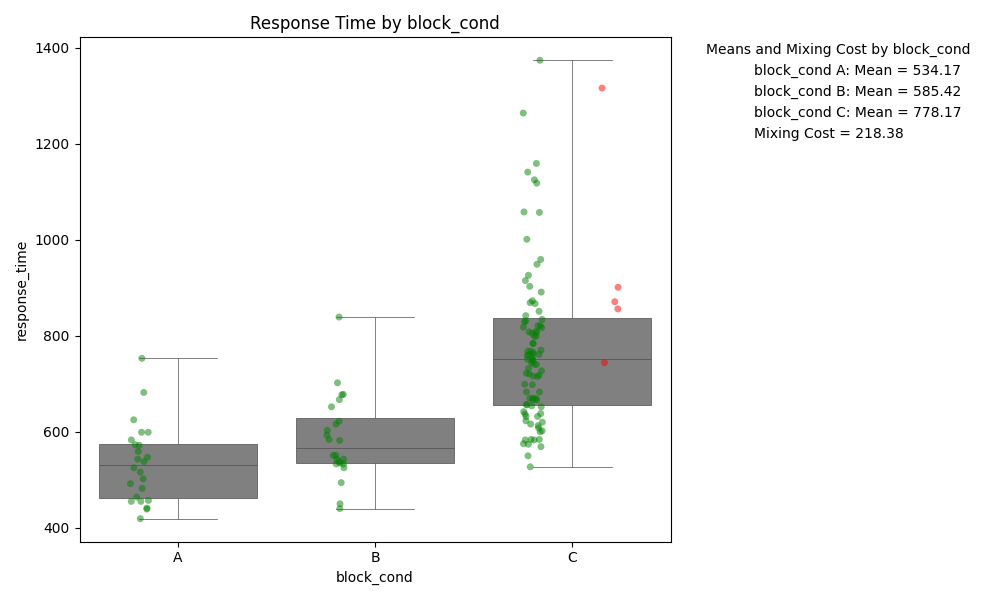 Response Time by block_cond
Means and Mixing Cost by block_cond
block_cond A: Mean = 534.17
block_cond B: Mean = 585.42
block_cond C: Mean = 778.17
Mixing Cost = 218.38
response_time
1400
1200
1000
800
600
400
A
B
C
block_cond